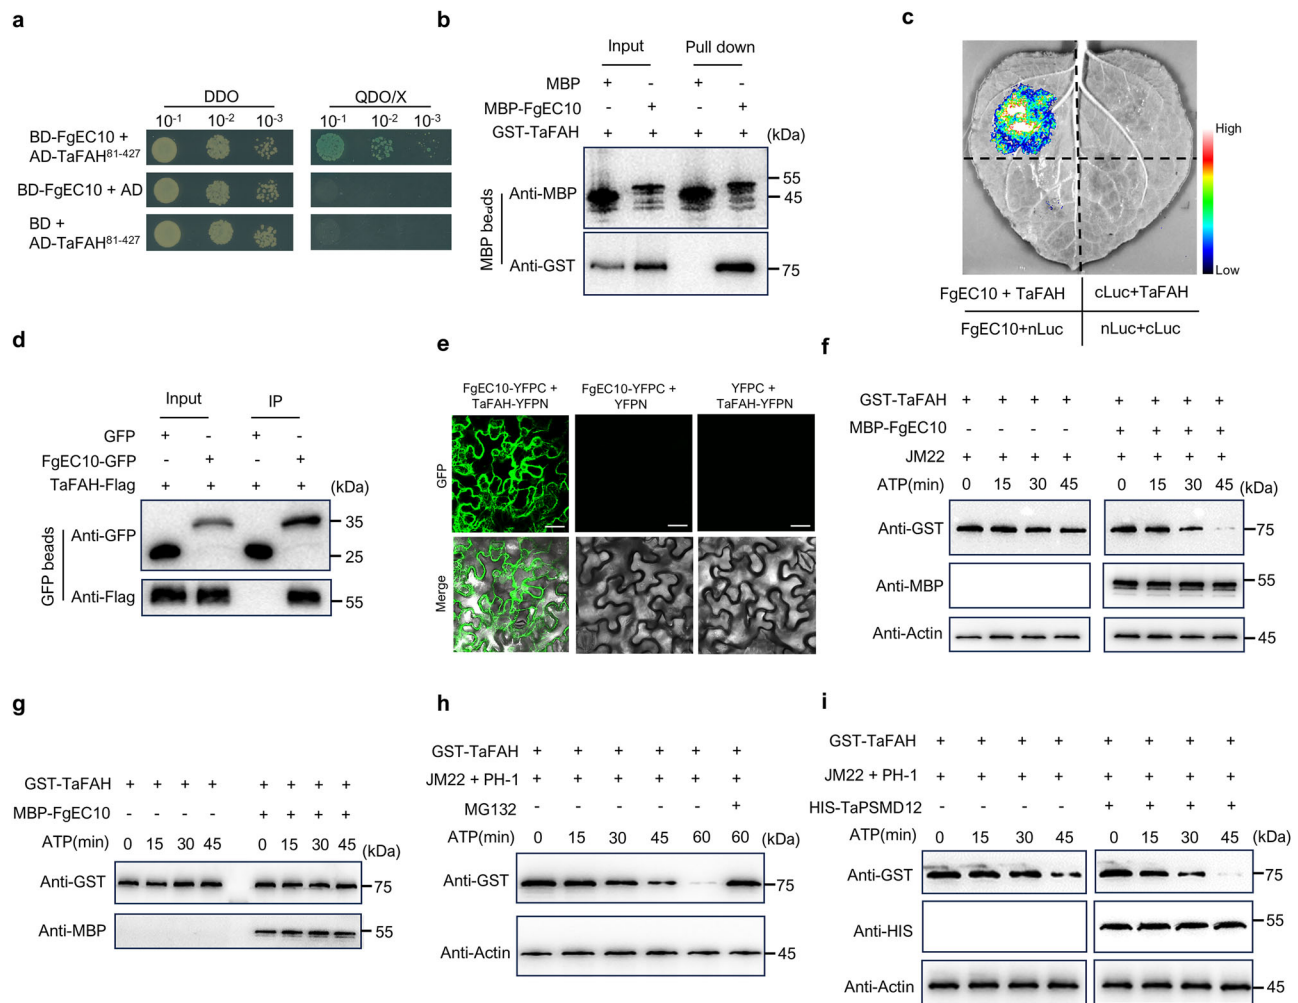 a
DDO QDO/X
10-1 10-2 10-3 10-1 10-2 10-3
BD-FgEC10 +
AD-TaFAH81-427
BD-FgEC10 + AD
BD +
AD-TaFAH81-427
b
Input Pull down
MBP + - + -
MBP-FgEC10 - + - +
GST-TaFAH + + + + (kDa)
MBP beads
Anti-MBP 55
45
Anti-GST 75
c
High
Low
FgEC10 + TaFAH cLuc+TaFAH
FgEC10+nLuc nLuc+cLuc
d
Input IP
GFP + - + -
FgEC10-GFP - + - +
TaFAH-Flag + + + + (kDa)
GFP beads
Anti-GFP 35
25
Anti-Flag 55
e
FgEC10-YFPC + FgEC10-YFPC + YFPC +
TaFAH-YFPN YFPN TaFAH-YFPN
GFP
Merge
f
GST-TaFAH + + + + + + + +
MBP-FgEC10 - - - - + + + +
JM22 + + + + + + + +
ATP(min) 0 15 30 45 0 15 30 45 (kDa)
Anti-GST 75
Anti-MBP 55
Anti-Actin 45
g
GST-TaFAH + + + + + + + +
MBP-FgEC10 - - - - + + + +
ATP(min) 0 15 30 45 0 15 30 45 (kDa)
Anti-GST 75
Anti-MBP 55
h
GST-TaFAH + + + + + +
JM22 + PH-1 + + + + + +
MG132 - - - - - +
ATP(min) 0 15 30 45 60 60 (kDa)
Anti-GST 75
Anti-Actin 45
i
GST-TaFAH + + + + + + + +
JM22 + PH-1 + + + + + + + +
HIS-TaPSMD12 - - - - + + + +
ATP(min) 0 15 30 45 0 15 30 45 (kDa)
Anti-GST 75
Anti-HIS 55
Anti-Actin 45